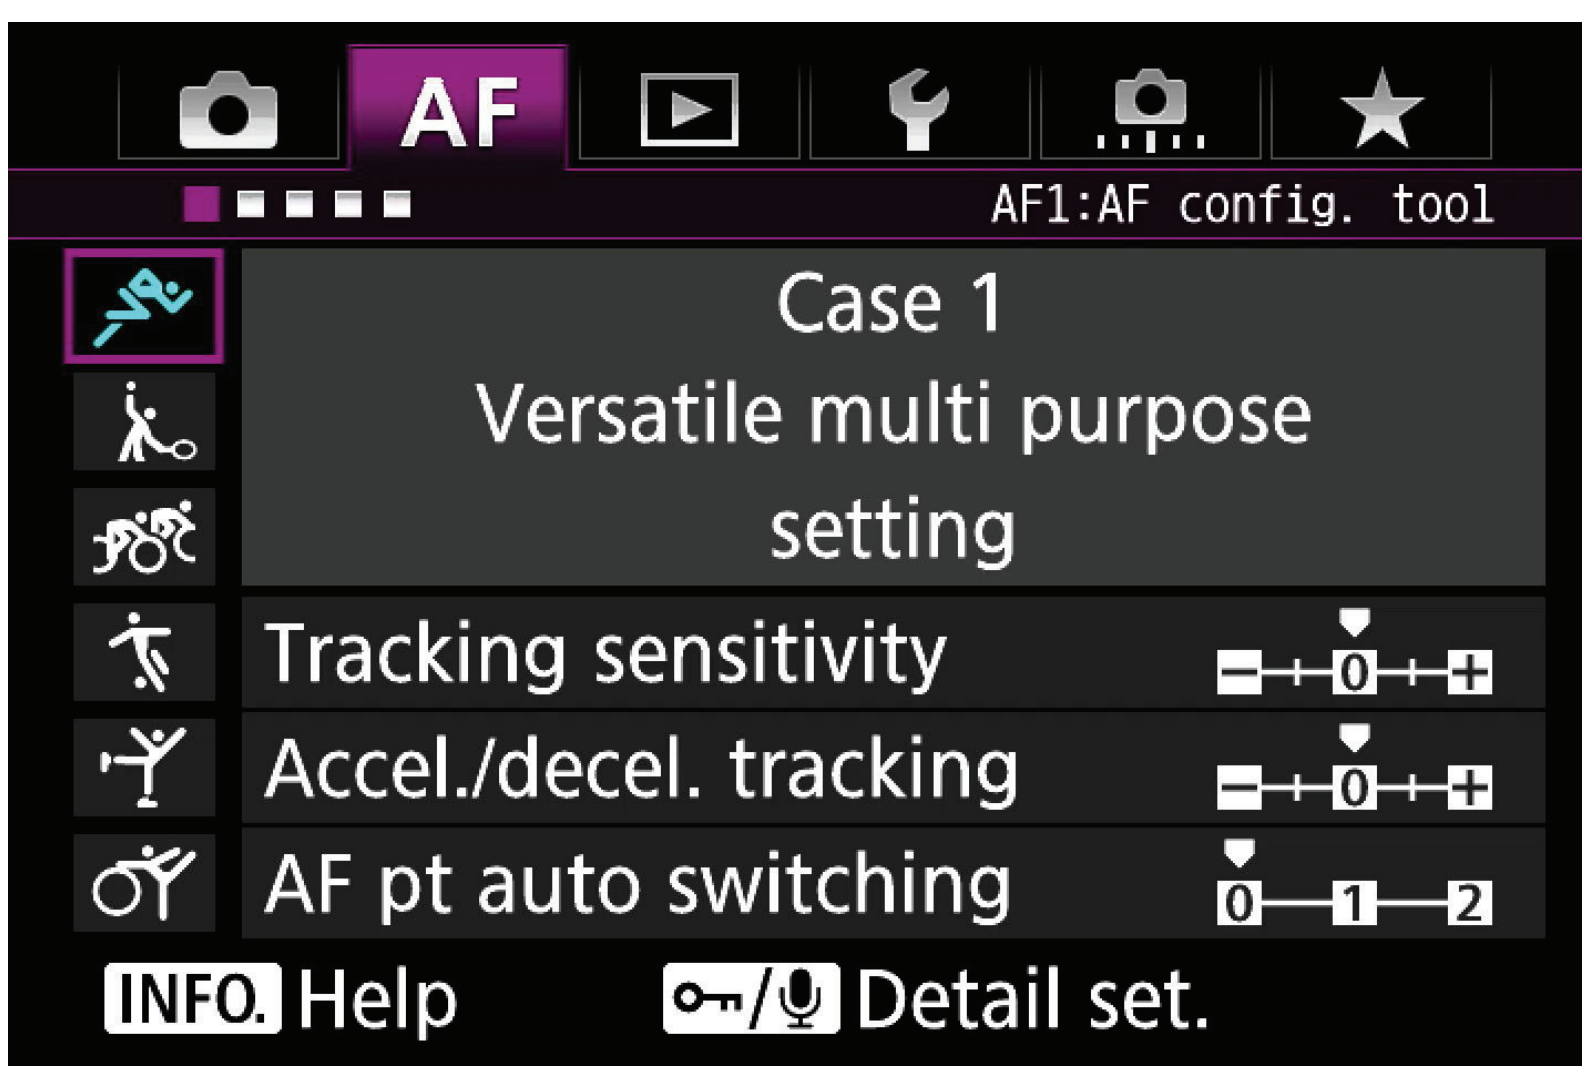 AF
AF1:AF config. tool
Case 1
Versatile multi purpose
setting
Tracking sensitivity
− 0 +
Accel./decel. tracking
− 0 +
AF pt auto switching
0 1 2
INFO. Help
/ Detail set.